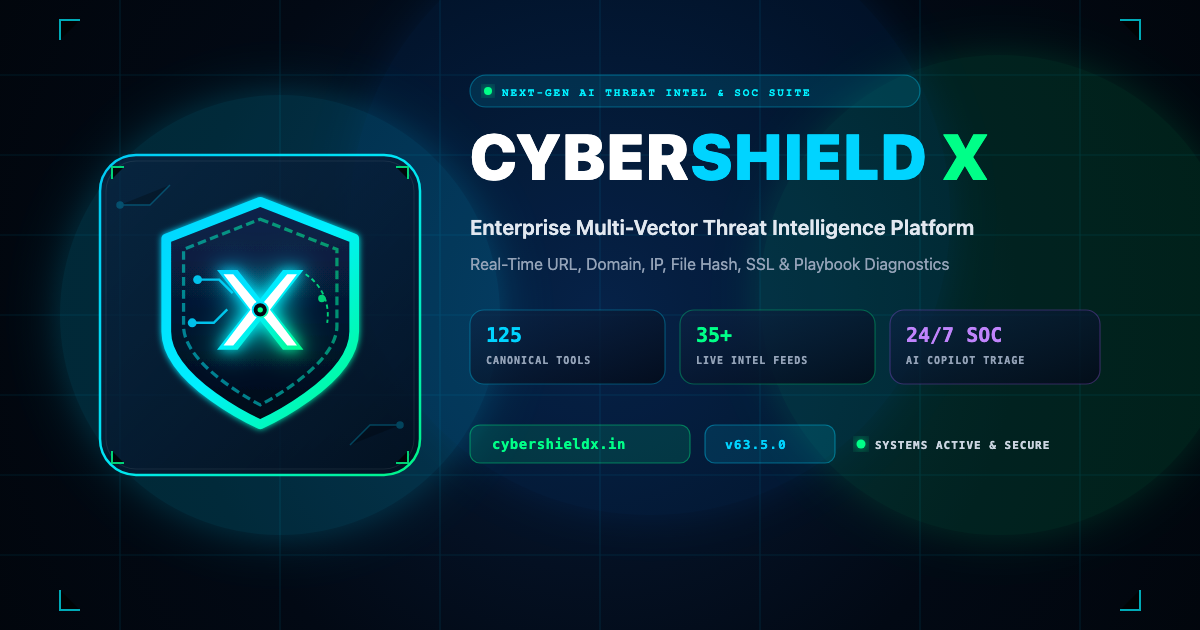 NEXT-GEN AI THREAT INTEL & SOC SUITE
CYBERSHIELD X
Enterprise Multi-Vector Threat Intelligence Platform
Real-Time URL, Domain, IP, File Hash, SSL & Playbook Diagnostics
X
125
CANONICAL TOOLS
35+
LIVE INTEL FEEDS
24/7 SOC
AI COPILOT TRIAGE
cybershieldx.in
v63.5.0
SYSTEMS ACTIVE & SECURE